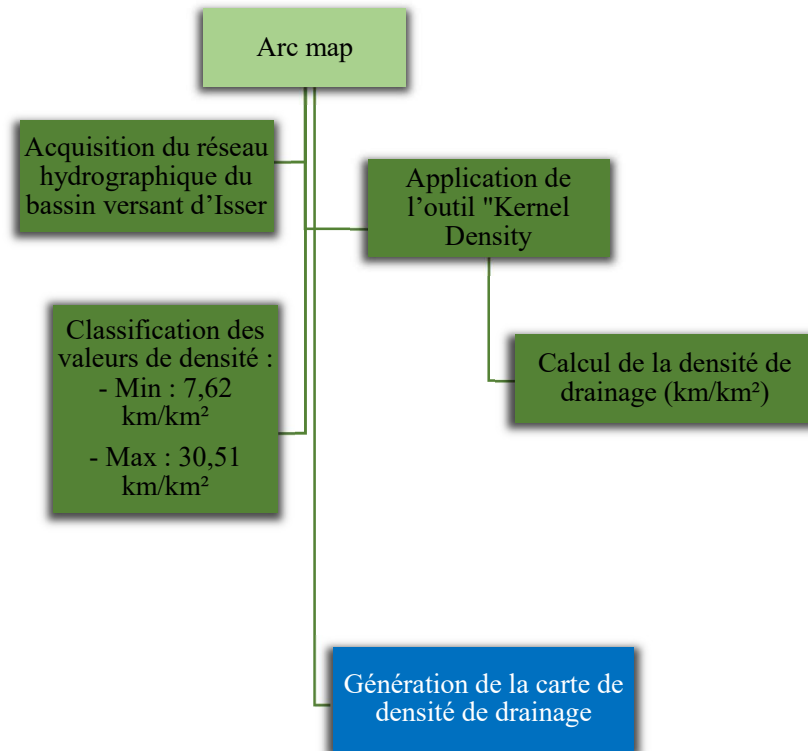 Arc map
Acquisition du réseau
hydrographique du
bassin versant d’Isser
Application de
l’outil "Kernel
Density
Classification des
valeurs de densité :
- Min : 7,62
km/km²
- Max : 30,51
km/km²
Calcul de la densité de
drainage (km/km²)
Génération de la carte de
densité de drainage